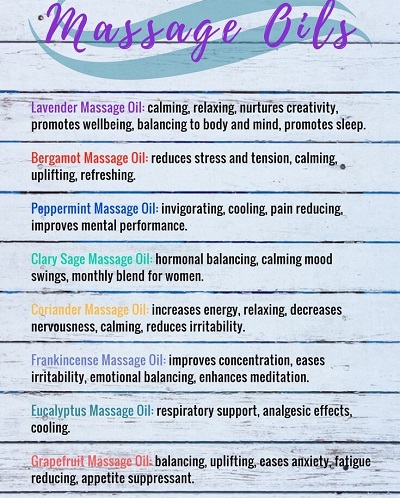 Massage Oils
Lavender Massage Oil: calming, relaxing, nurtures creativity,
promotes wellbeing, balancing to body and mind, promotes sleep.
Bergamot Massage Oil: reduces stress and tension, calming,
uplifting, refreshing.
Peppermint Massage Oil: invigorating, cooling, pain reducing,
improves mental performance.
Clary Sage Massage Oil: hormonal balancing, calming mood
swings, monthly blend for women.
Coriander Massage Oil: increases energy, relaxing, decreases
nervousness, calming, reduces irritability.
Frankincense Massage Oil: improves concentration, eases
irritability, emotional balancing, enhances meditation.
Eucalyptus Massage Oil: respiratory support, analgesic effects,
cooling.
Grapefruit Massage Oil: balancing, uplifting, eases anxiety, fatigue
reducing, appetite suppressant.